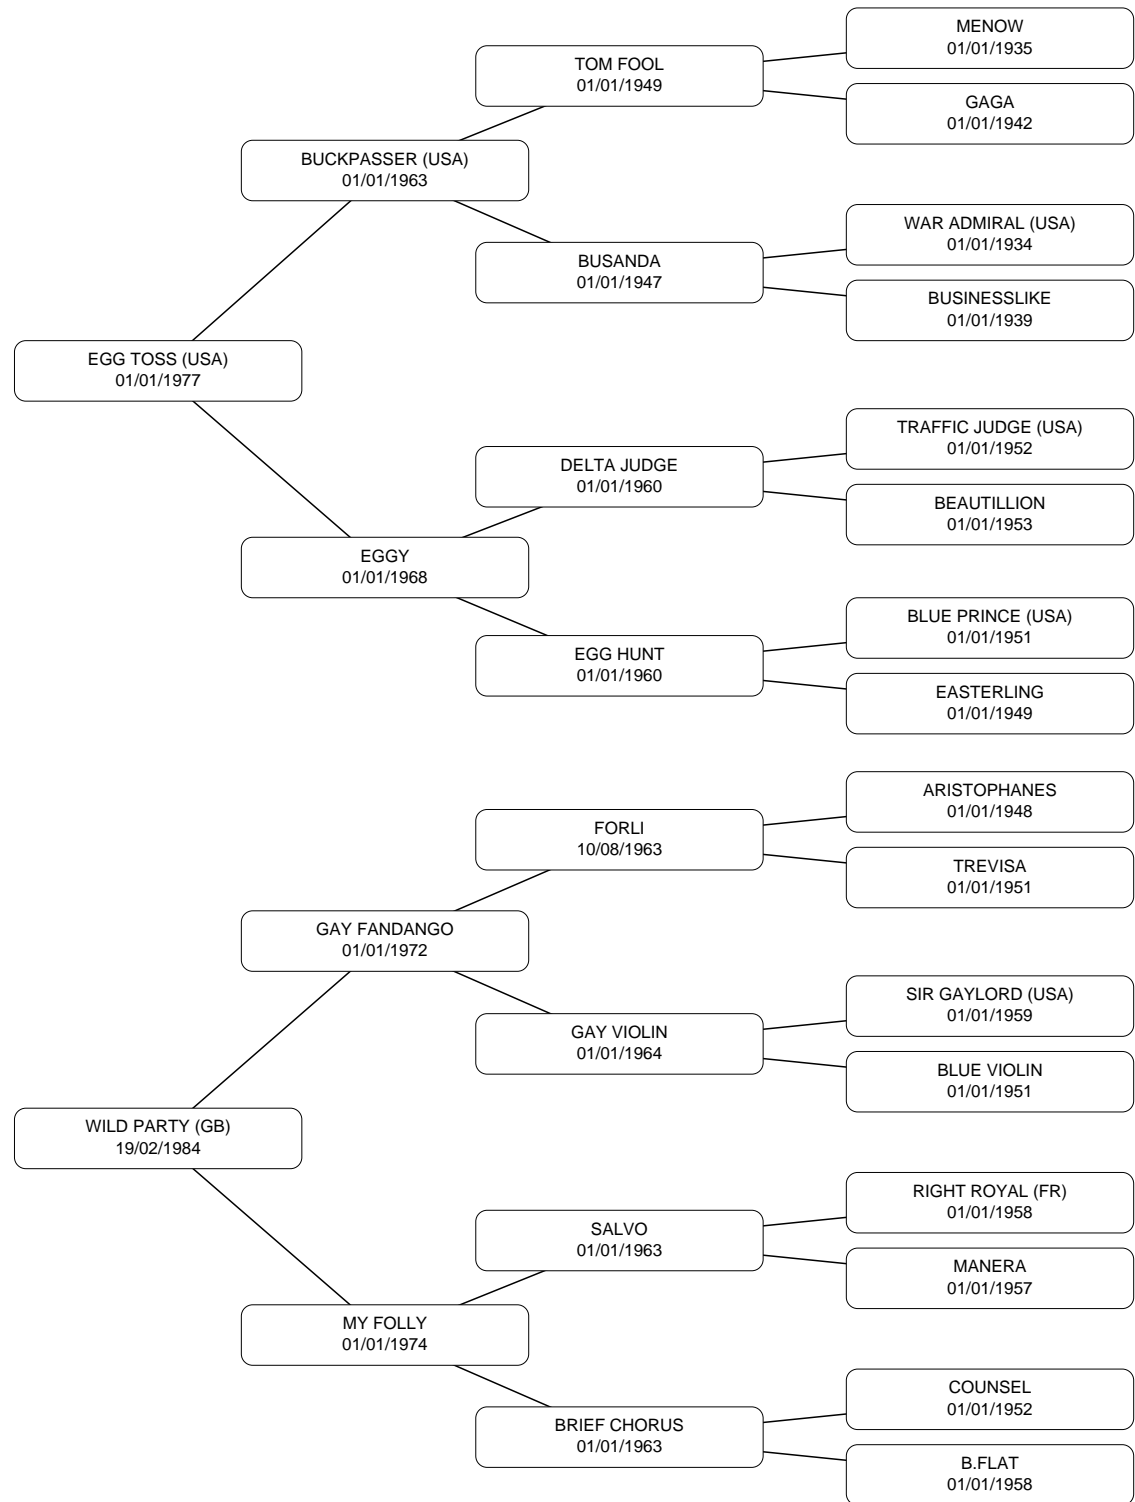 MENOW
01/01/1935
TOM FOOL
01/01/1949
GAGA
01/01/1942
BUCKPASSER (USA)
01/01/1963
WAR ADMIRAL (USA)
01/01/1934
BUSANDA
01/01/1947
BUSINESSLIKE
01/01/1939
EGG TOSS (USA)
01/01/1977
TRAFFIC JUDGE (USA)
01/01/1952
DELTA JUDGE
01/01/1960
BEAUTILLION
01/01/1953
EGGY
01/01/1968
BLUE PRINCE (USA)
01/01/1951
EGG HUNT
01/01/1960
EASTERLING
01/01/1949
ARISTOPHANES
01/01/1948
FORLI
10/08/1963
TREVISA
01/01/1951
GAY FANDANGO
01/01/1972
SIR GAYLORD (USA)
01/01/1959
GAY VIOLIN
01/01/1964
BLUE VIOLIN
01/01/1951
WILD PARTY (GB)
19/02/1984
RIGHT ROYAL (FR)
01/01/1958
SALVO
01/01/1963
MANERA
01/01/1957
MY FOLLY
01/01/1974
COUNSEL
01/01/1952
BRIEF CHORUS
01/01/1963
B.FLAT
01/01/1958